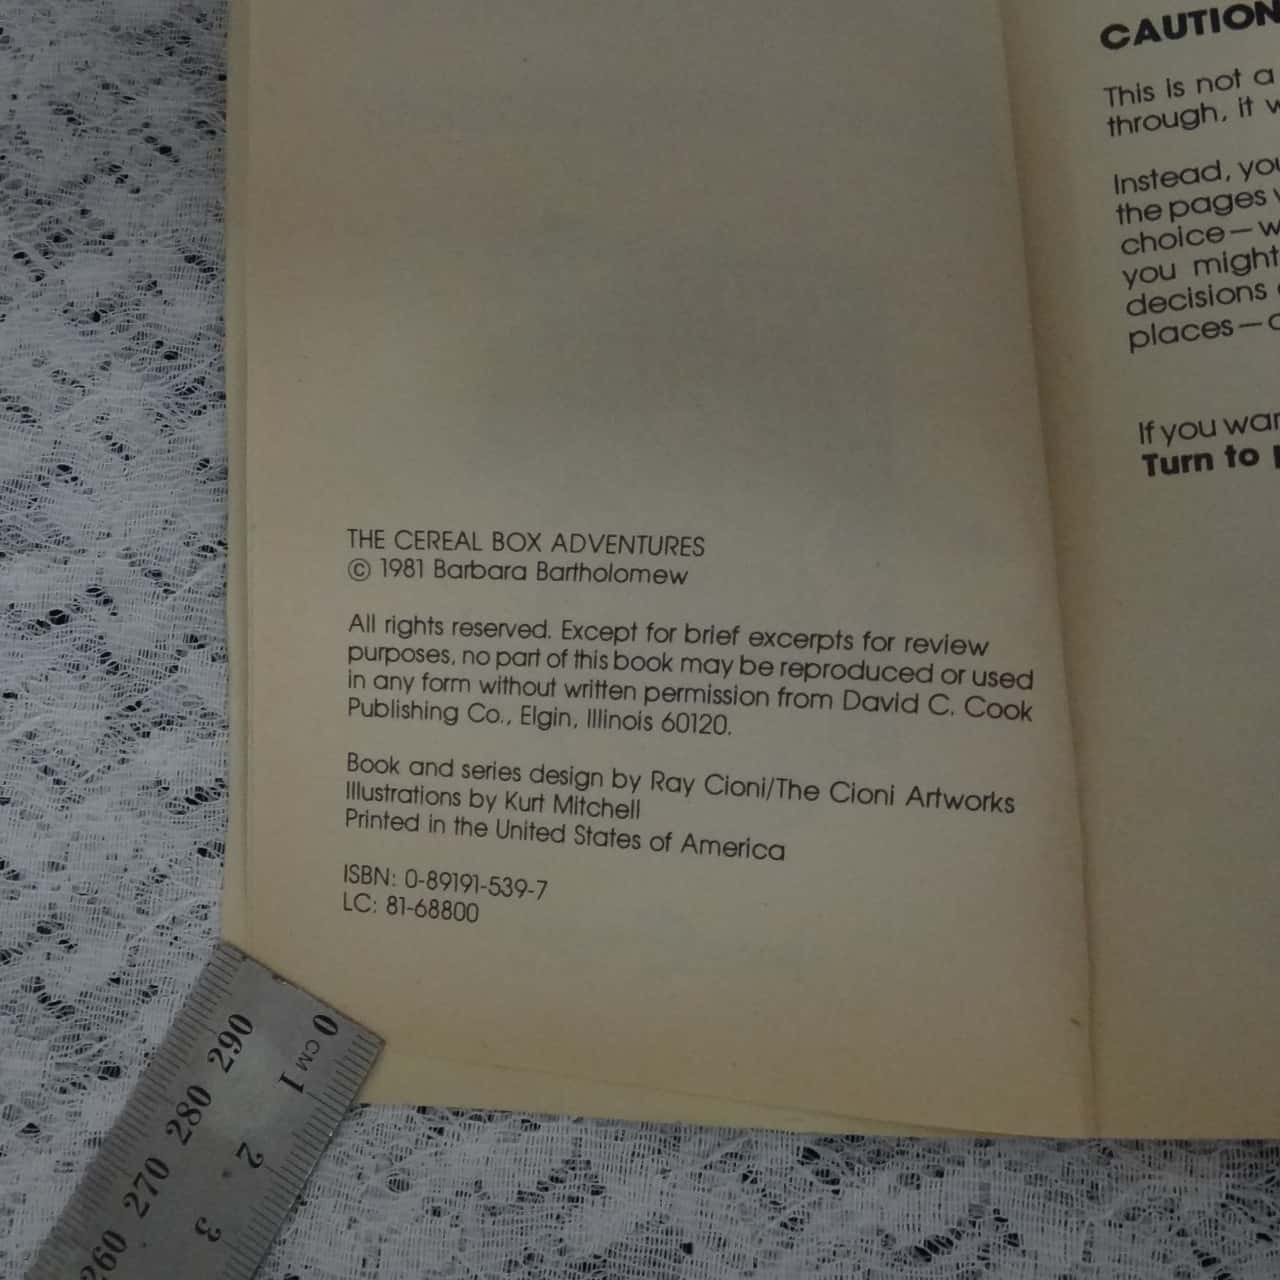 THE CEREAL BOX ADVENTURES
© 1981 Barbara Bartholomew
All rights reserved. Except for brief excerpts for review
purposes, no part of this book may be reproduced or used
in any form without written permission from David C. Cook
Publishing Co., Elgin, Illinois 60120.
Book and series design by Ray Cioni/The Cioni Artworks
Illustrations by Kurt Mitchell
Printed in the United States of America
ISBN: 0-89191-539-7
LC: 81-68800
CAUTION
This is not a
through, it
Instead,
the pages
choice—
you might
decisions
places—
If you
Turn to
0 CM 1 2 3
290 280 270 260